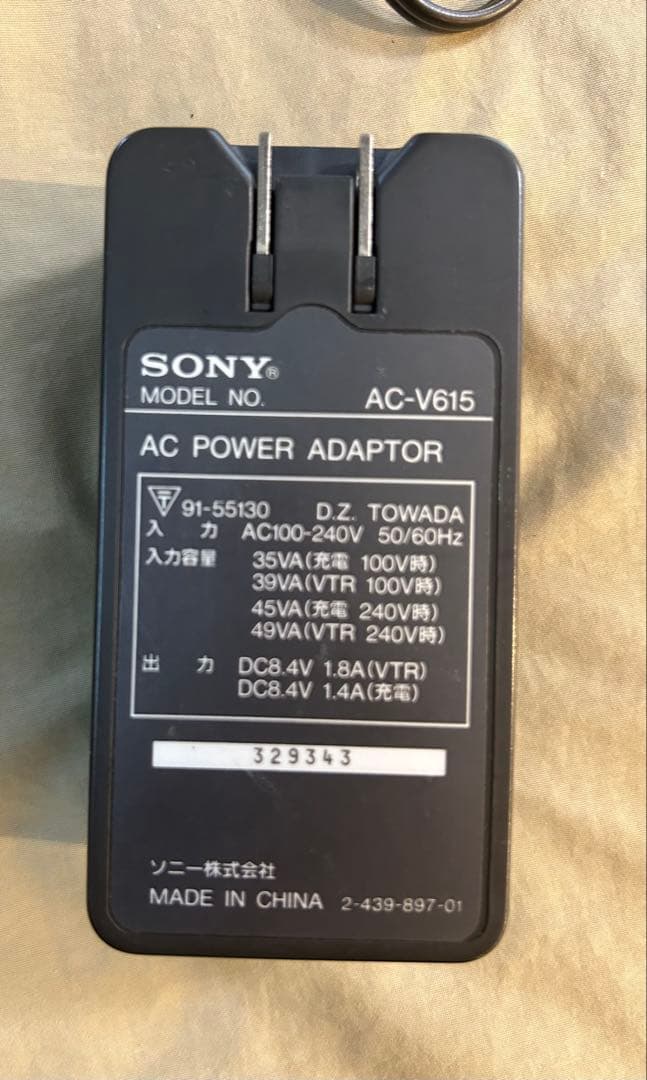 SONY®
MODEL NO. AC-V615
AC POWER ADAPTOR
〒 91-55130 D.Z. TOWADA
入力 AC100-240V 50/60Hz
入力容量 35VA(充電 100V時)
39VA(VTR 100V時)
45VA(充電 240V時)
49VA(VTR 240V時)
出力 DC8.4V 1.8A(VTR)
DC8.4V 1.4A(充電)
329343
ソニー株式会社
MADE IN CHINA 2-439-897-01